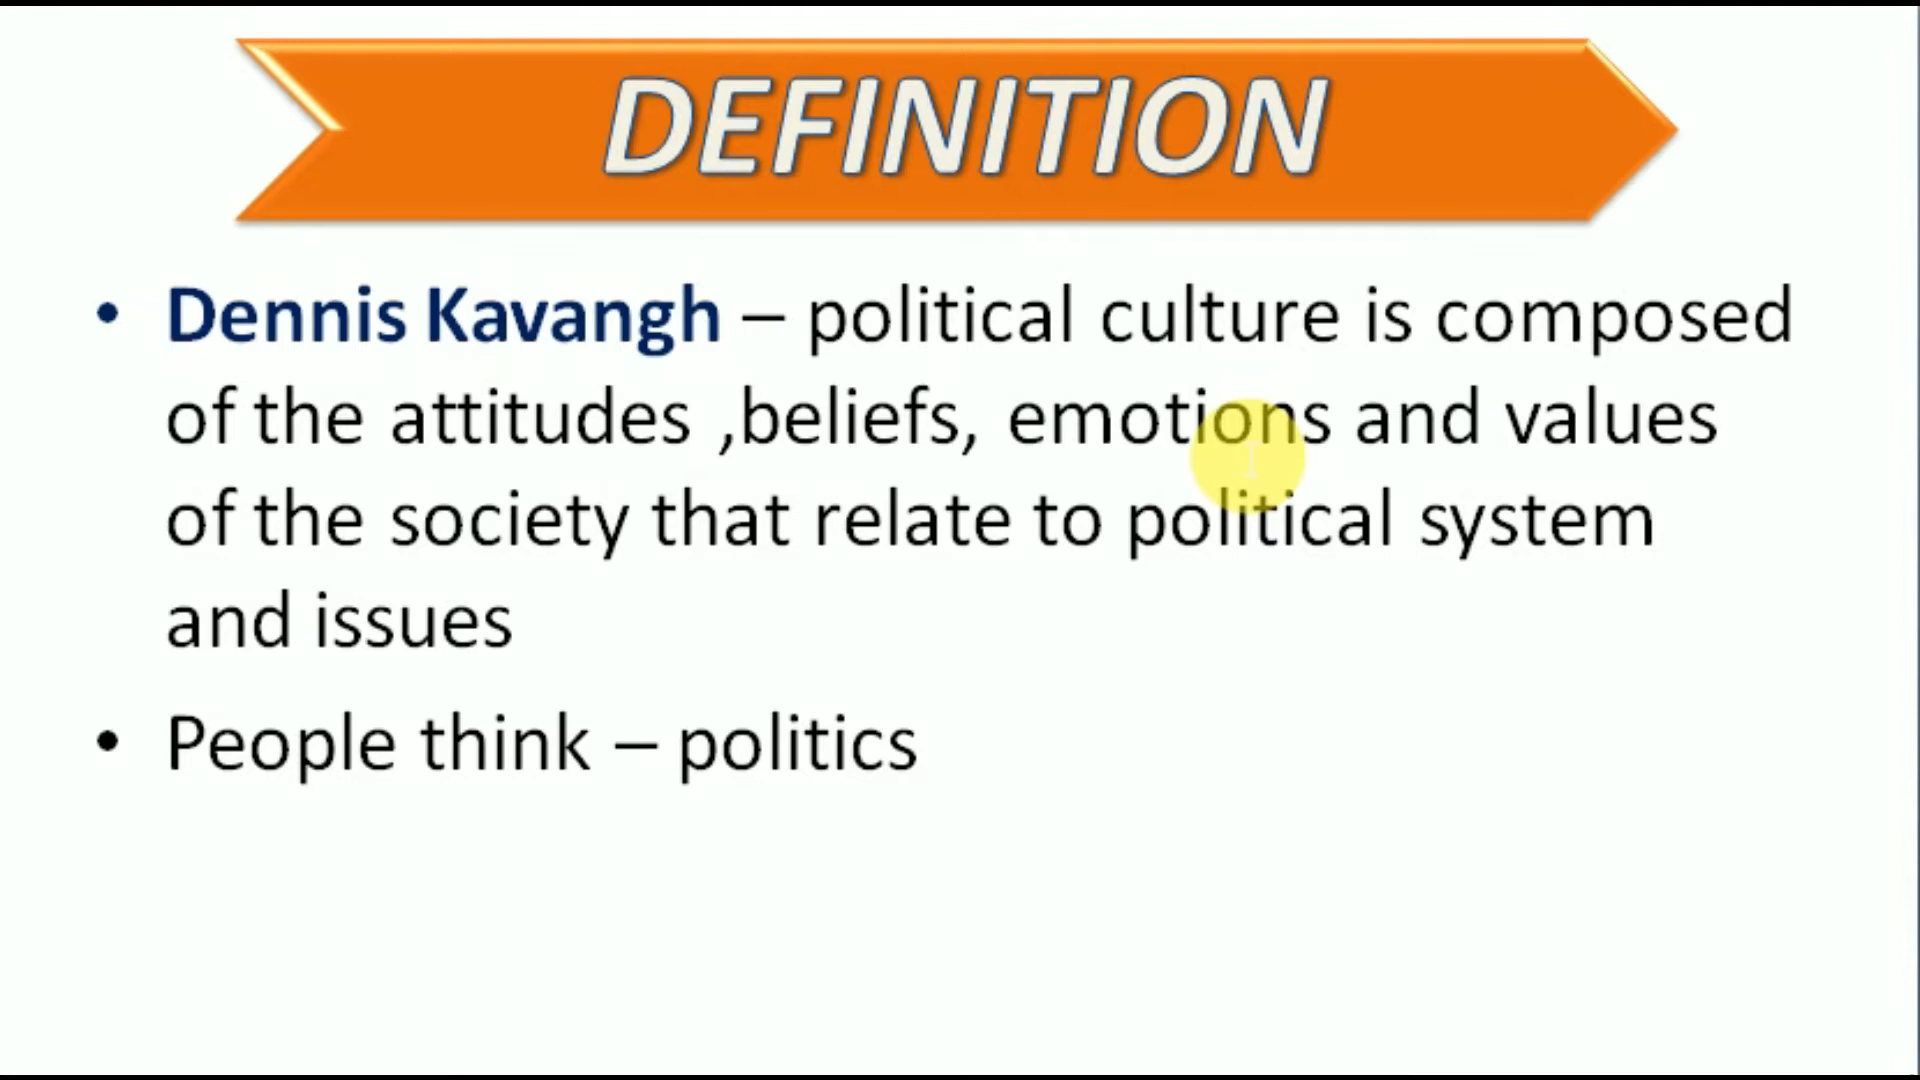 DEFINITION
• Dennis Kavangh – political culture is composed
of the attitudes ,beliefs, emotions and values
of the society that relate to political system
and issues
• People think – politics